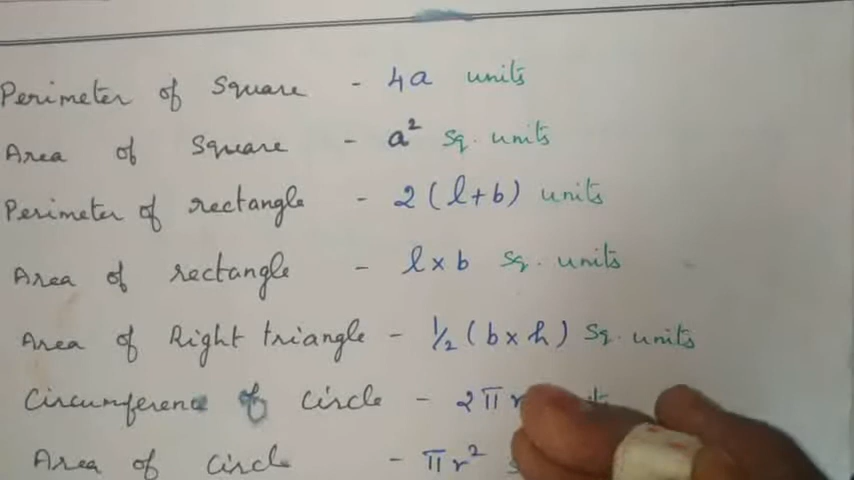 Perimeter of Square - 4a units
Area of Square - a² sq. units
Perimeter of rectangle - 2 (l+b) units
Area of rectangle - l × b sq. units
Area of Right triangle - 1/2 (b × h) sq. units
Circumference of Circle - 2πr
Area of Circle - πr²